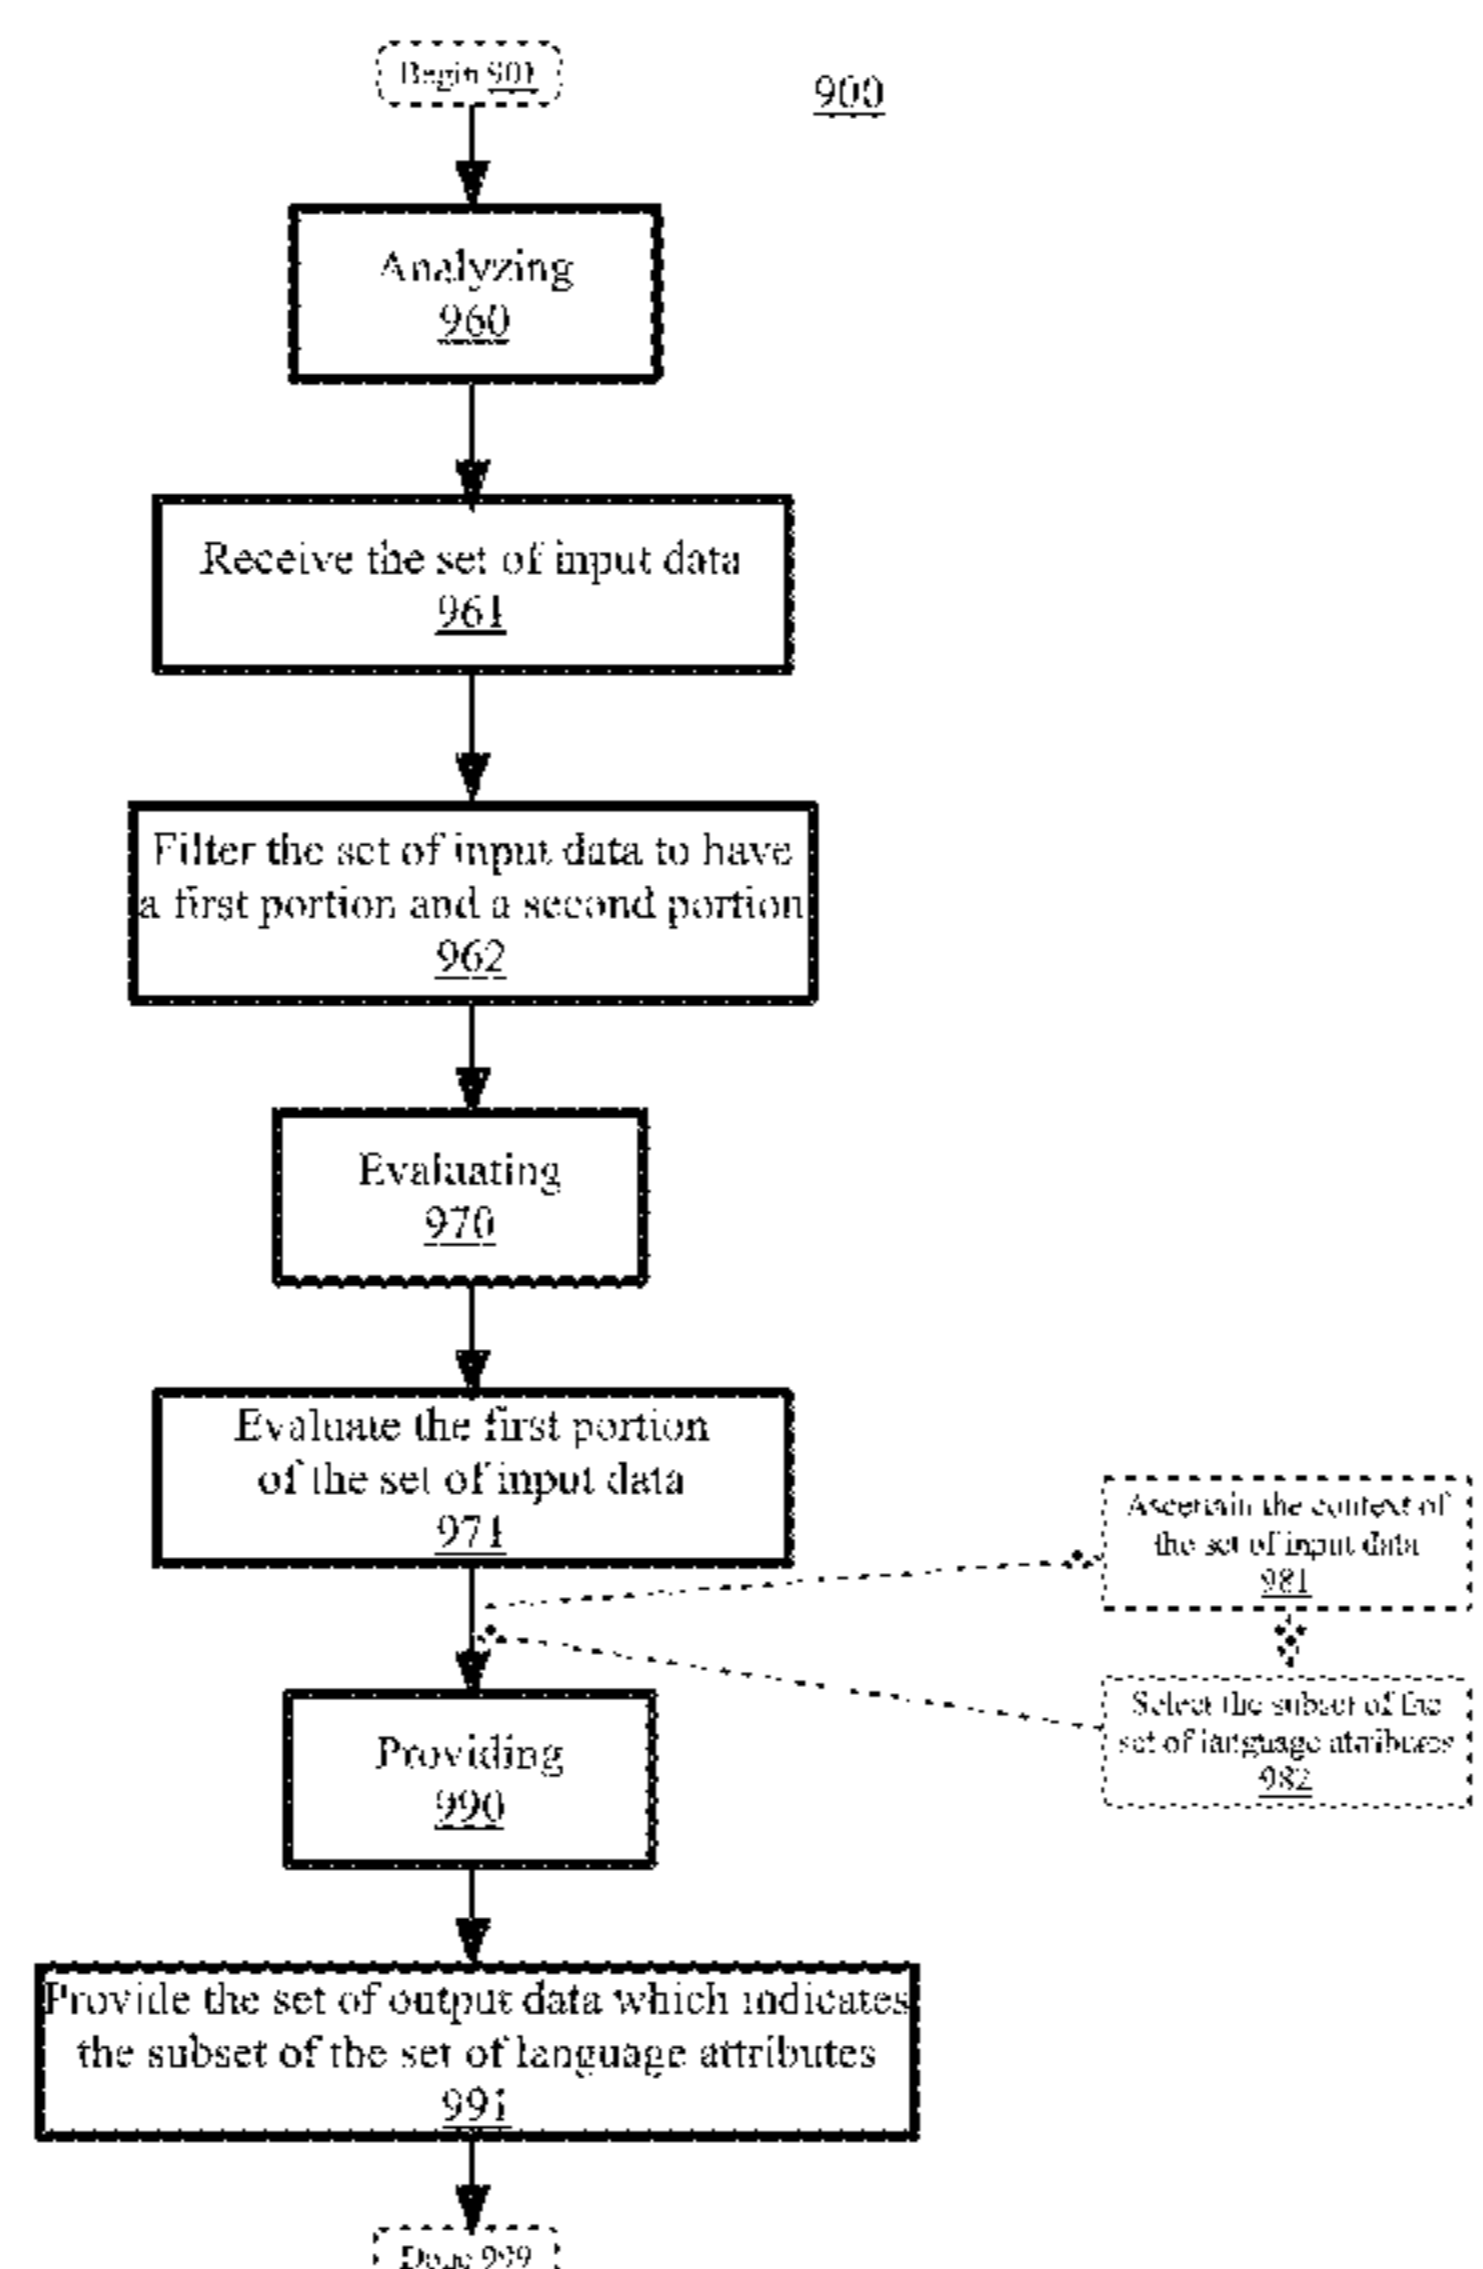 Begin 901
900
Analyzing
960
Receive the set of input data
961
Filter the set of input data to have
a first portion and a second portion
962
Evaluating
970
Evaluate the first portion
of the set of input data
971
Ascertain the context of
the set of input data
981
Select the subset of the
set of language attributes
982
Providing
990
Provide the set of output data which indicates
the subset of the set of language attributes
991
Done 999